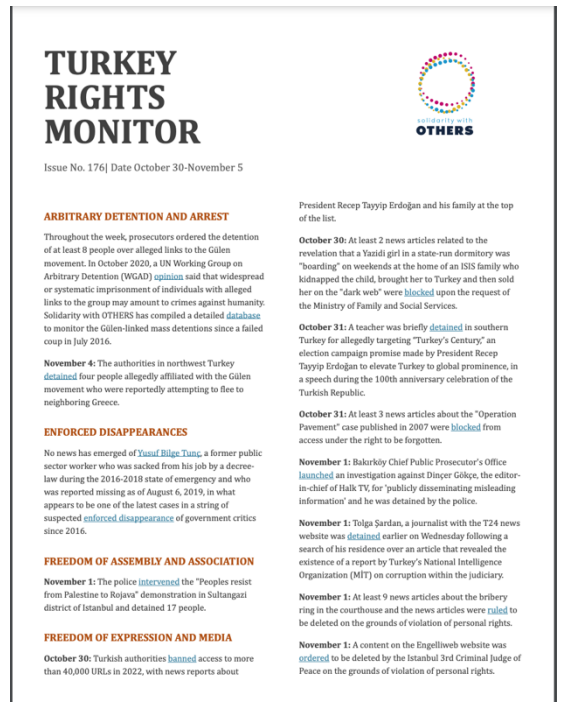 TURKEY
RIGHTS
MONITOR
solidarity with
OTHERS
Issue No. 176| Date October 30-November 5
ARBITRARY DETENTION AND ARREST
Throughout the week, prosecutors ordered the detention
of at least 8 people over alleged links to the Gülen
movement. In October 2020, a UN Working Group on
Arbitrary Detention (WGAD) opinion said that widespread
or systematic imprisonment of individuals with alleged
links to the group may amount to crimes against humanity.
Solidarity with OTHERS has compiled a detailed database
to monitor the Gülen-linked mass detentions since a failed
coup in July 2016.
November 4: The authorities in northwest Turkey
detained four people allegedly affiliated with the Gülen
movement who were reportedly attempting to flee to
neighboring Greece.
ENFORCED DISAPPEARANCES
No news has emerged of Yusuf Bilge Tunç, a former public
sector worker who was sacked from his job by a decree-
law during the 2016-2018 state of emergency and who
was reported missing as of August 6, 2019, in what
appears to be one of the latest cases in a string of
suspected enforced disappearance of government critics
since 2016.
FREEDOM OF ASSEMBLY AND ASSOCIATION
November 1: The police intervened the "Peoples resist
from Palestine to Rojava" demonstration in Sultangazi
district of Istanbul and detained 17 people.
FREEDOM OF EXPRESSION AND MEDIA
October 30: Turkish authorities banned access to more
than 40,000 URLs in 2022, with news reports about
President Recep Tayyip Erdoğan and his family at the top
of the list.
October 30: At least 2 news articles related to the
revelation that a Yazidi girl in a state-run dormitory was
"boarding" on weekends at the home of an ISIS family who
kidnapped the child, brought her to Turkey and then sold
her on the "dark web" were blocked upon the request of
the Ministry of Family and Social Services.
October 31: A teacher was briefly detained in southern
Turkey for allegedly targeting "Turkey's Century," an
election campaign promise made by President Recep
Tayyip Erdoğan to elevate Turkey to global prominence, in
a speech during the 100th anniversary celebration of the
Turkish Republic.
October 31: At least 3 news articles about the "Operation
Pavement" case published in 2007 were blocked from
access under the right to be forgotten.
November 1: Bakırköy Chief Public Prosecutor's Office
launched an investigation against Dinçer Gökçe, the editor-
in-chief of Halk TV, for 'publicly disseminating misleading
information' and he was detained by the police.
November 1: Tolga Şardan, a journalist with the T24 news
website was detained earlier on Wednesday following a
search of his residence over an article that revealed the
existence of a report by Turkey's National Intelligence
Organization (MİT) on corruption within the judiciary.
November 1: At least 9 news articles about the bribery
ring in the courthouse and the news articles were ruled to
be deleted on the grounds of violation of personal rights.
November 1: A content on the Engelliweb website was
ordered to be deleted by the Istanbul 3rd Criminal Judge of
Peace on the grounds of violation of personal rights.